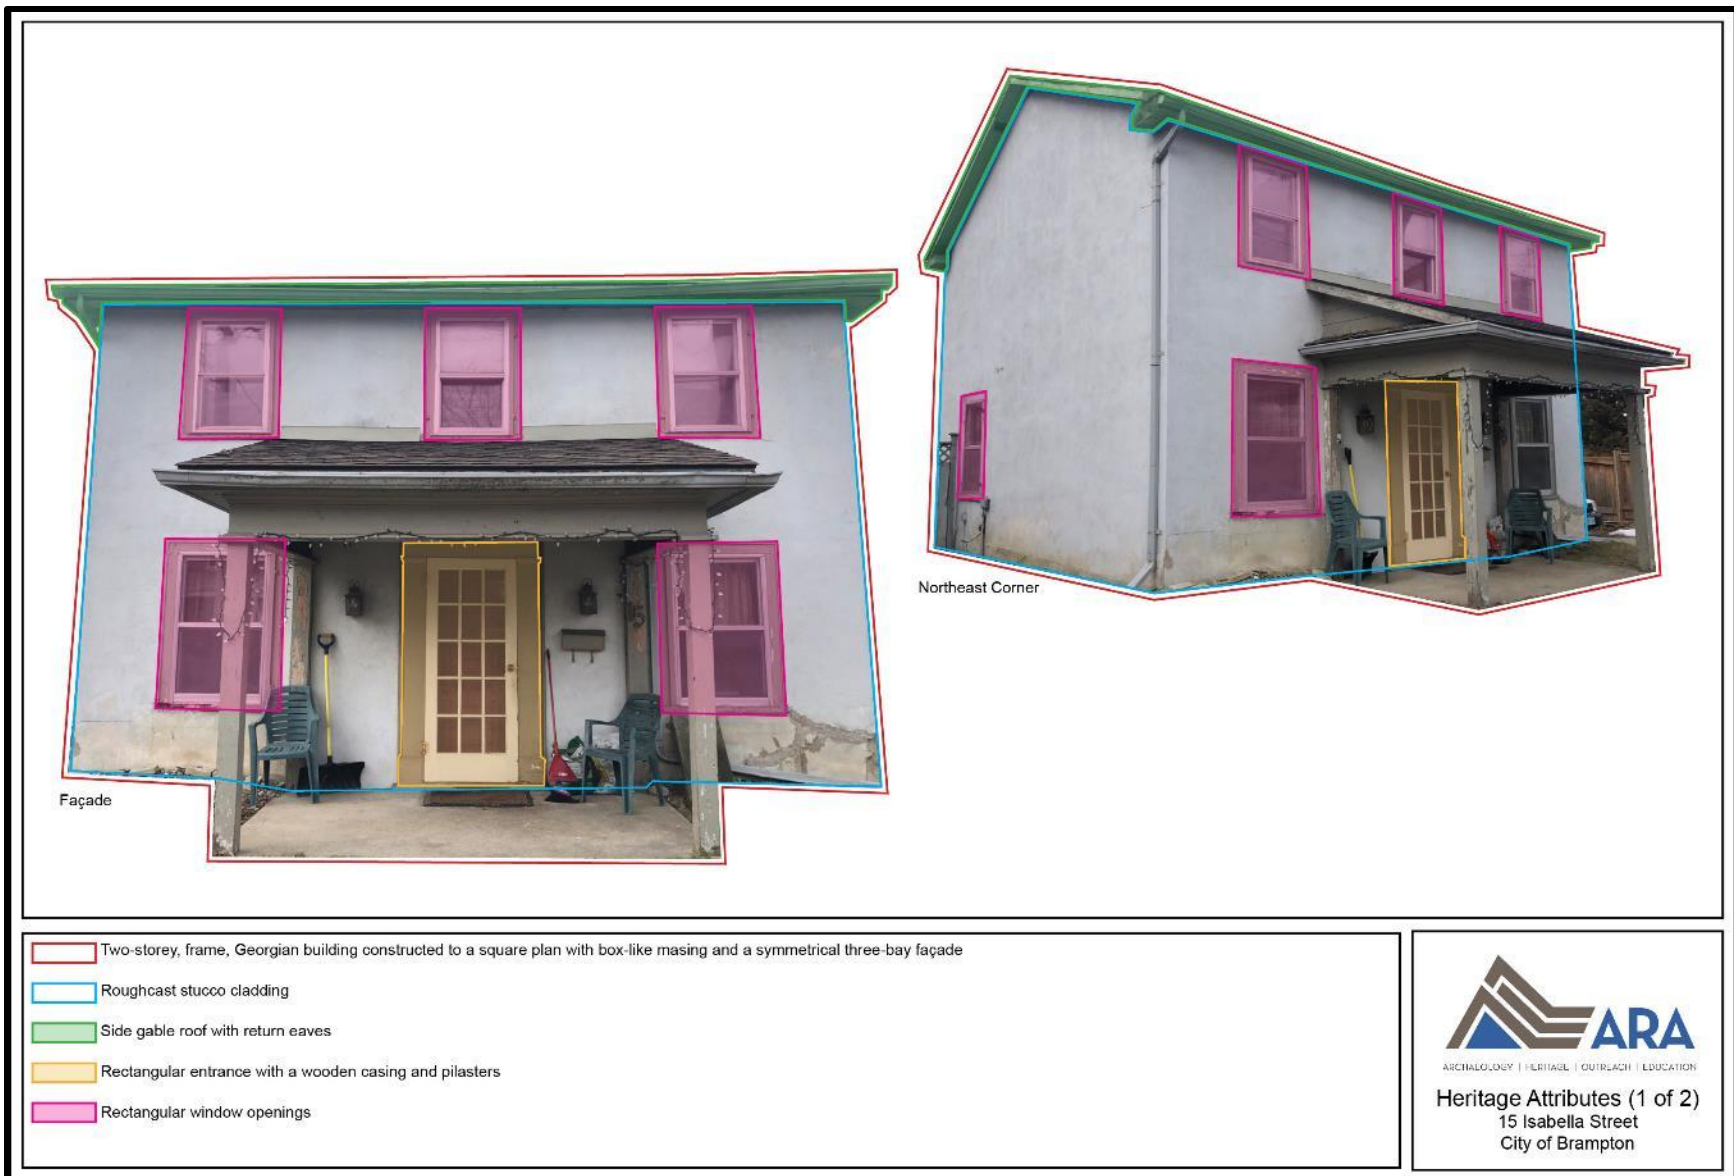 Façade
Northeast Corner
Two-storey, frame, Georgian building constructed to a square plan with box-like masing and a symmetrical three-bay façade
Roughcast stucco cladding
Side gable roof with return eaves
Rectangular entrance with a wooden casing and pilasters
Rectangular window openings
ARA
ARCHAEOLOGY | HERITAGE | OUTREACH | EDUCATION
Heritage Attributes (1 of 2)
15 Isabella Street
City of Brampton